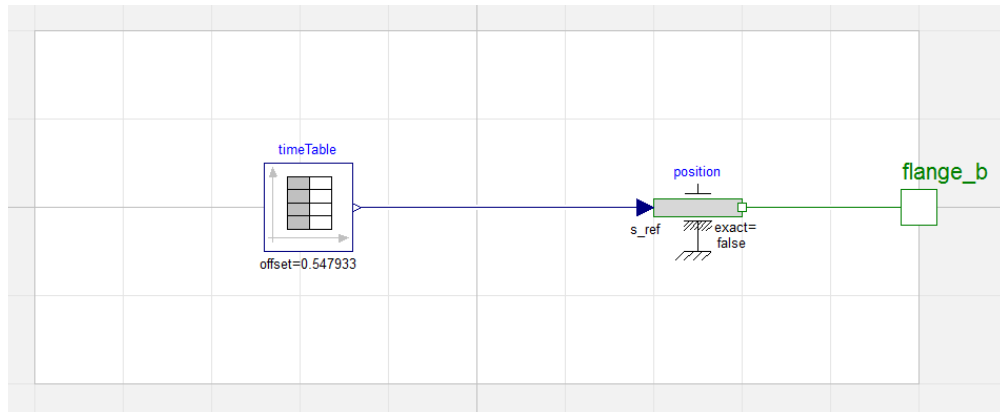 timeTable
offset=0.547933
position
s_ref
exact=
false
flange_b